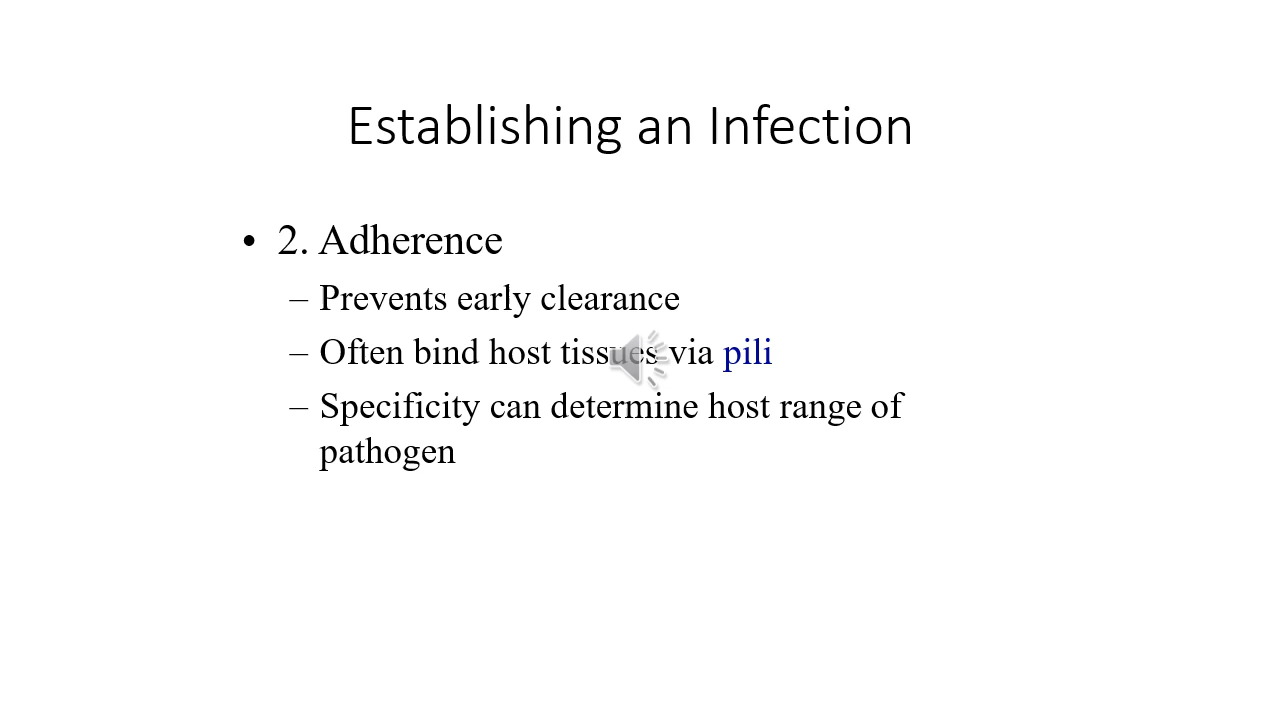 Establishing an Infection
• 2. Adherence
– Prevents early clearance
– Often bind host tissues via pili
– Specificity can determine host range of
pathogen